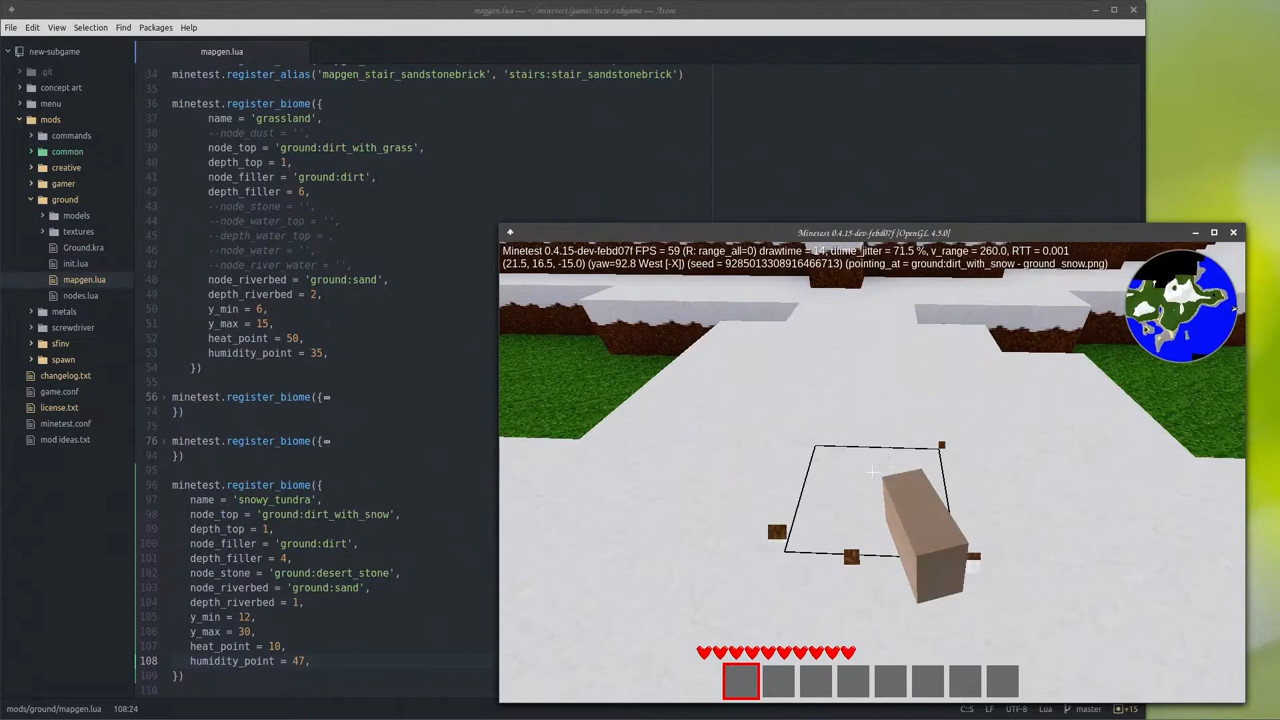 mapgen.lua — ~/.minetest/games/new-subgame — Atom
File Edit View Selection Find Packages Help
new-subgame
.git
concept art
menu
mods
commands
common
creative
gamer
ground
models
textures
Ground.kra
init.lua
mapgen.lua
nodes.lua
metals
screwdriver
sfinv
spawn
changelog.txt
game.conf
license.txt
minetest.conf
mod ideas.txt
mapgen.lua
34 minetest.register_alias('mapgen_stair_sandstonebrick', 'stairs:stair_sandstonebrick')
35
36 minetest.register_biome({
37 name = 'grassland',
38 --node_dust = '',
39 node_top = 'ground:dirt_with_grass',
40 depth_top = 1,
41 node_filler = 'ground:dirt',
42 depth_filler = 6,
43 --node_stone = '',
44 --node_water_top = '',
45 --depth_water_top = ,
46 --node_water = '',
47 --node_river_water = '',
48 node_riverbed = 'ground:sand',
49 depth_riverbed = 2,
50 y_min = 6,
51 y_max = 15,
52 heat_point = 50,
53 humidity_point = 35,
54 })
55
56 minetest.register_biome({
74 })
75
76 minetest.register_biome({
94 })
95
96 minetest.register_biome({
97 name = 'snowy_tundra',
98 node_top = 'ground:dirt_with_snow',
99 depth_top = 1,
100 node_filler = 'ground:dirt',
101 depth_filler = 4,
102 node_stone = 'ground:desert_stone',
103 node_riverbed = 'ground:sand',
104 depth_riverbed = 1,
105 y_min = 12,
106 y_max = 30,
107 heat_point = 10,
108 humidity_point = 47,
109 })
110
Minetest 0.4.15-dev-febd07f [OpenGL 4.5.0]
Minetest 0.4.15-dev-febd07f FPS = 59 (R: range_all=0) drawtime = 14, dtime_jitter = 71.5 %, v_range = 260.0, RTT = 0.001
(21.5, 16.5, -15.0) (yaw=92.8 West [-X]) (seed = 9285013308916466713) (pointing_at = ground:dirt_with_snow - ground_snow.png)
mods/ground/mapgen.lua 108:24 C::S LF UTF-8 Lua master +15